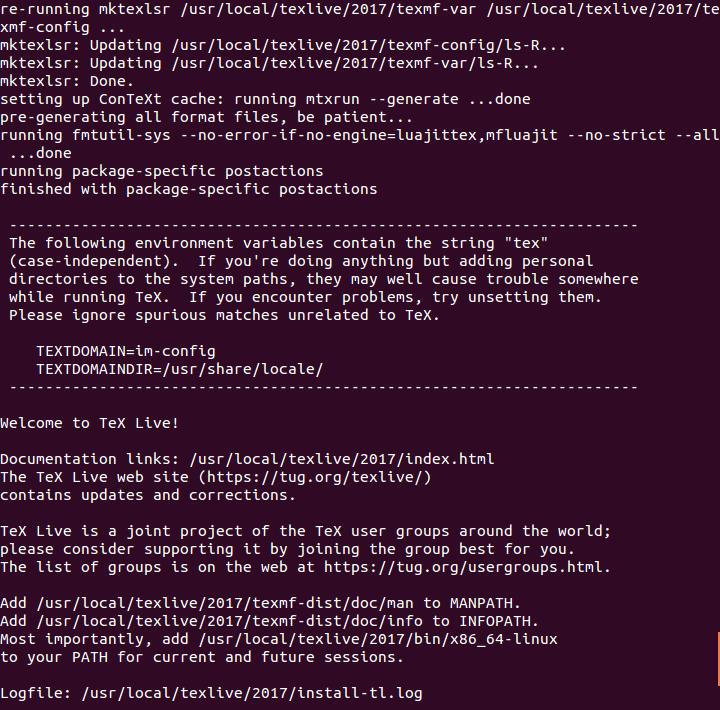 re-running mktexlsr /usr/local/texlive/2017/texmf-var /usr/local/texlive/2017/te
xmf-config ...
mktexlsr: Updating /usr/local/texlive/2017/texmf-config/ls-R...
mktexlsr: Updating /usr/local/texlive/2017/texmf-var/ls-R...
mktexlsr: Done.
setting up ConTeXt cache: running mtxrun --generate ...done
pre-generating all format files, be patient...
running fmtutil-sys --no-error-if-no-engine=luajittex,mfluajit --no-strict --all
 ...done
running package-specific postactions
finished with package-specific postactions

 ----------------------------------------------------------------------
 The following environment variables contain the string "tex"
 (case-independent).  If you're doing anything but adding personal
 directories to the system paths, they may well cause trouble somewhere
 while running TeX.  If you encounter problems, try unsetting them.
 Please ignore spurious matches unrelated to TeX.

    TEXTDOMAIN=im-config
    TEXTDOMAINDIR=/usr/share/locale/
 ----------------------------------------------------------------------

Welcome to TeX Live!

Documentation links: /usr/local/texlive/2017/index.html
The TeX Live web site (https://tug.org/texlive/)
contains updates and corrections.

TeX Live is a joint project of the TeX user groups around the world;
please consider supporting it by joining the group best for you.
The list of groups is on the web at https://tug.org/usergroups.html.

Add /usr/local/texlive/2017/texmf-dist/doc/man to MANPATH.
Add /usr/local/texlive/2017/texmf-dist/doc/info to INFOPATH.
Most importantly, add /usr/local/texlive/2017/bin/x86_64-linux
to your PATH for current and future sessions.

Logfile: /usr/local/texlive/2017/install-tl.log